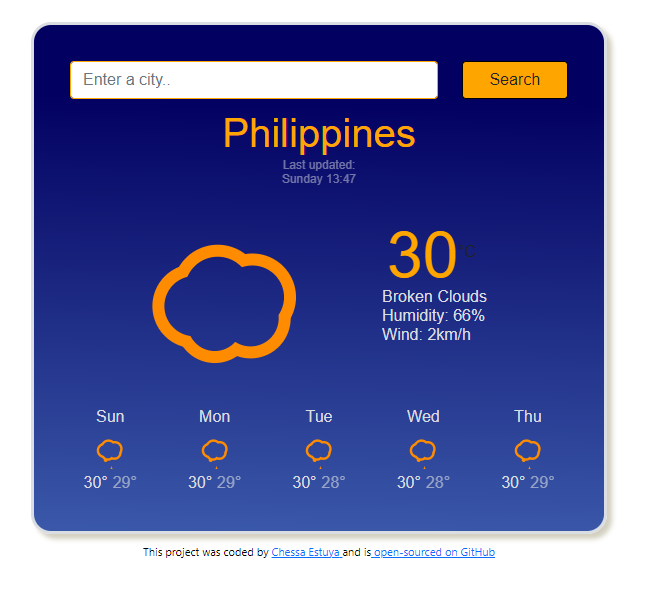 Enter a city..
Search
Philippines
Last updated:
Sunday 13:47
30°C
Broken Clouds
Humidity: 66%
Wind: 2km/h
Sun Mon Tue Wed Thu
30° 29° 30° 29° 30° 28° 30° 28° 30° 29°
This project was coded by Chessa Estuya and is open-sourced on GitHub